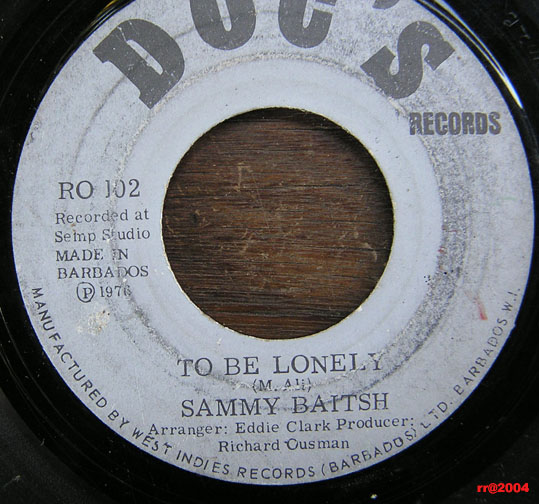 DOC'S
RECORDS
RO 102
Recorded at
Semp Studio
MADE IN
BARBADOS
Ⓟ 1976
TO BE LONELY
(M. Ali)
SAMMY BAITSH
Arranger: Eddie Clark Producer:
Richard Ousman
MANUFACTURED BY WEST INDIES RECORDS (BARBADOS) LTD. BARBADOS W.I.
rr@2004